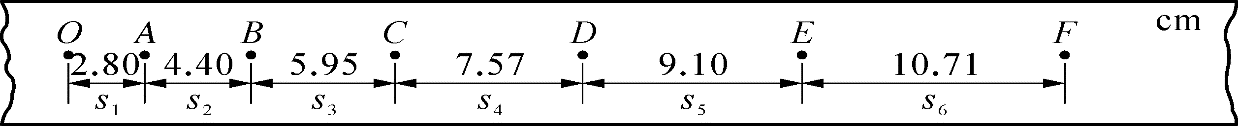 O A B C D E F cm
2.80 4.40 5.95 7.57 9.10 10.71
s₁ s₂ s₃ s₄ s₅ s₆